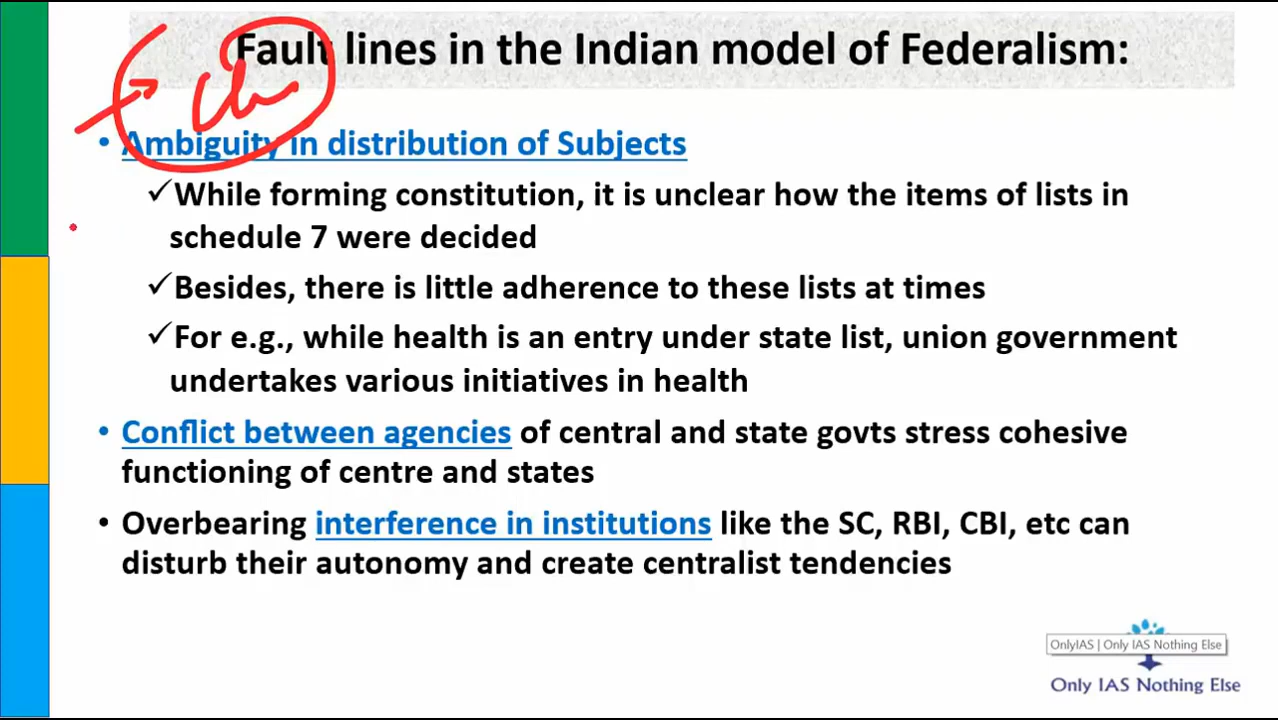 Fault lines in the Indian model of Federalism:
• Ambiguity in distribution of Subjects
✓While forming constitution, it is unclear how the items of lists in
schedule 7 were decided
✓Besides, there is little adherence to these lists at times
✓For e.g., while health is an entry under state list, union government
undertakes various initiatives in health
• Conflict between agencies of central and state govts stress cohesive
functioning of centre and states
• Overbearing interference in institutions like the SC, RBI, CBI, etc can
disturb their autonomy and create centralist tendencies
OnlyIAS | Only IAS Nothing Else
Only IAS Nothing Else